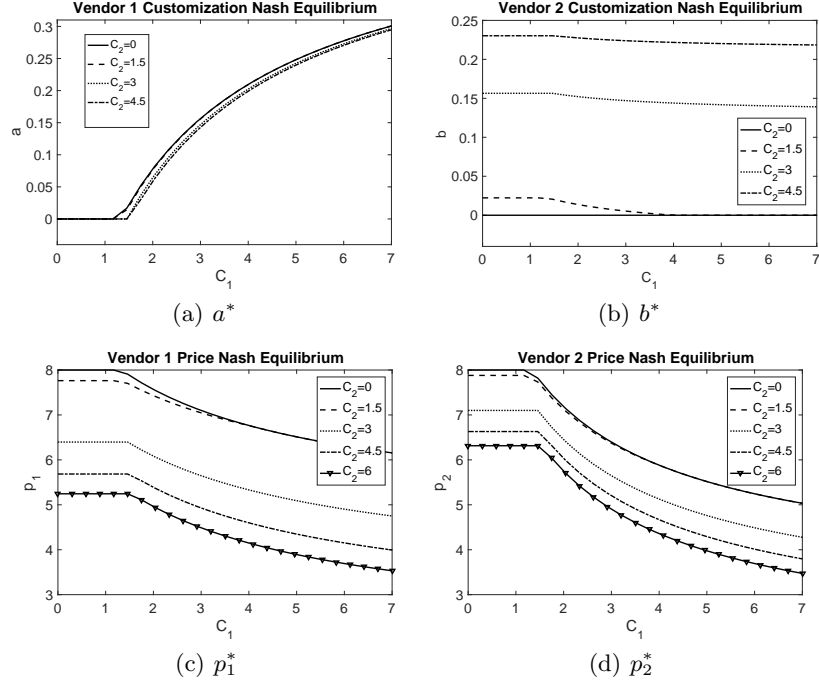 Vendor 1 Customization Nash Equilibrium
0.3
0.25
0.2
0.15
0.1
0.05
0
a
C2=0
C2=1.5
C2=3
C2=4.5
0 1 2 3 4 5 6 7
C1
(a) a*
Vendor 2 Customization Nash Equilibrium
0.25
0.2
0.15
0.1
0.05
0
b
C2=0
C2=1.5
C2=3
C2=4.5
0 1 2 3 4 5 6 7
C1
(b) b*
Vendor 1 Price Nash Equilibrium
8
7
6
5
4
3
p1
C2=0
C2=1.5
C2=3
C2=4.5
C2=6
0 1 2 3 4 5 6 7
C1
(c) p1*
Vendor 2 Price Nash Equilibrium
8
7
6
5
4
3
p2
C2=0
C2=1.5
C2=3
C2=4.5
C2=6
0 1 2 3 4 5 6 7
C1
(d) p2*